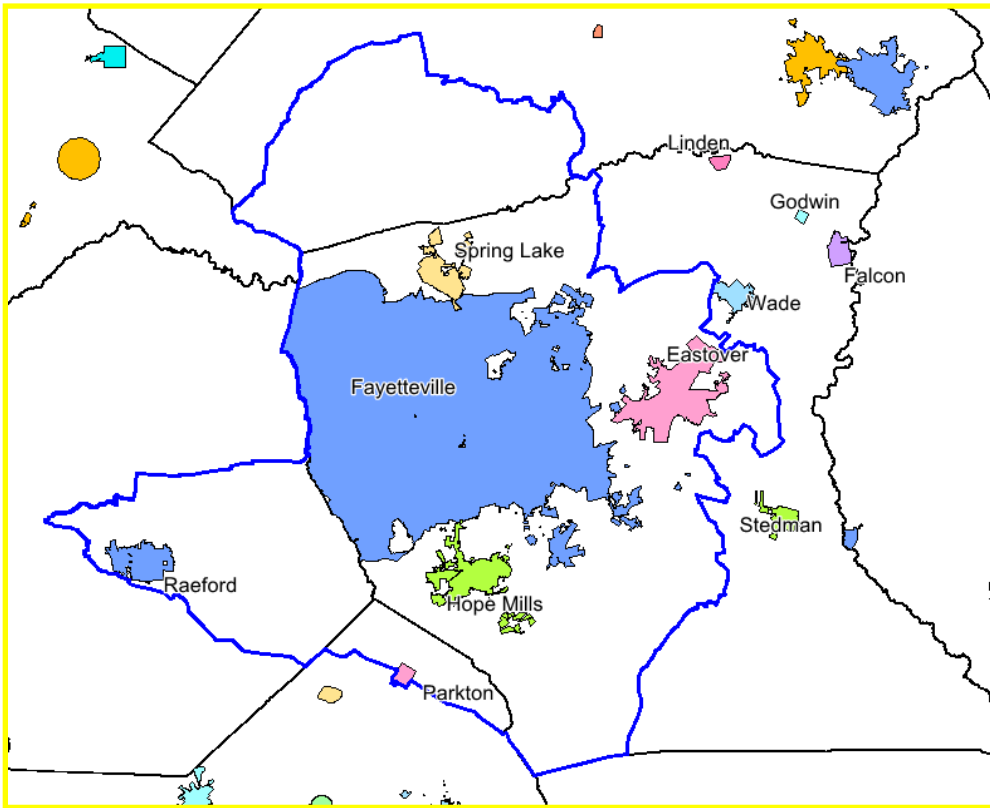 Linden
Godwin
Spring Lake
Falcon
Wade
Eastover
Fayetteville
Stedman
Raeford
Hope Mills
Parkton